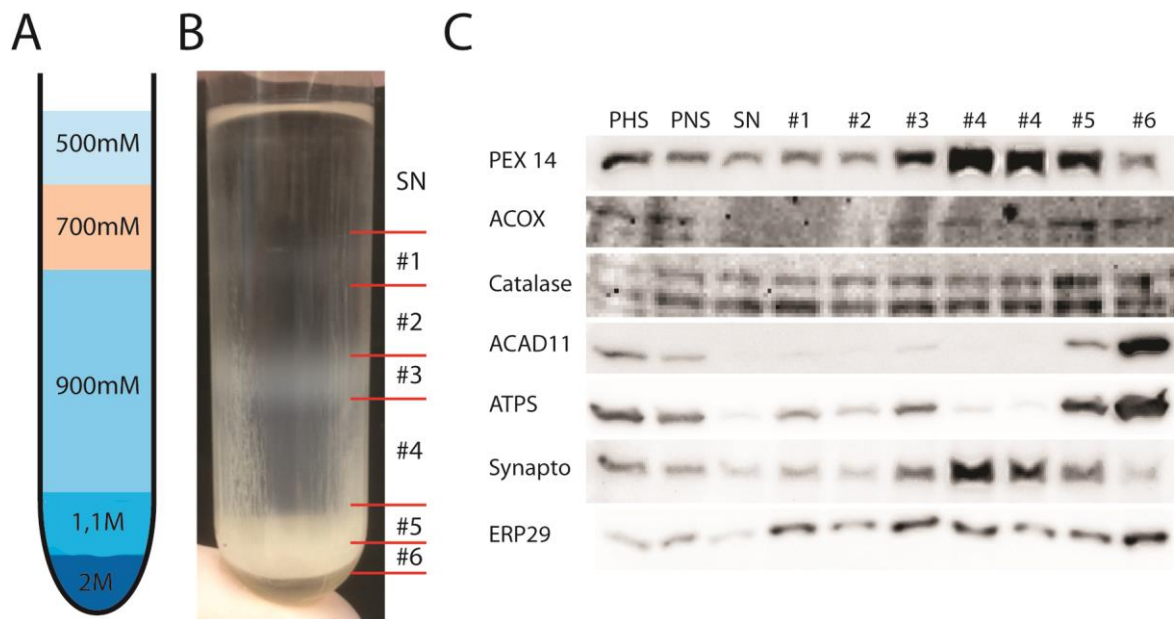 A
500mM
700mM
900mM
1,1M
2M
B
SN
#1
#2
#3
#4
#5
#6
C
PHS PNS SN #1 #2 #3 #4 #4 #5 #6
PEX 14
ACOX
Catalase
ACAD11
ATPS
Synapto
ERP29